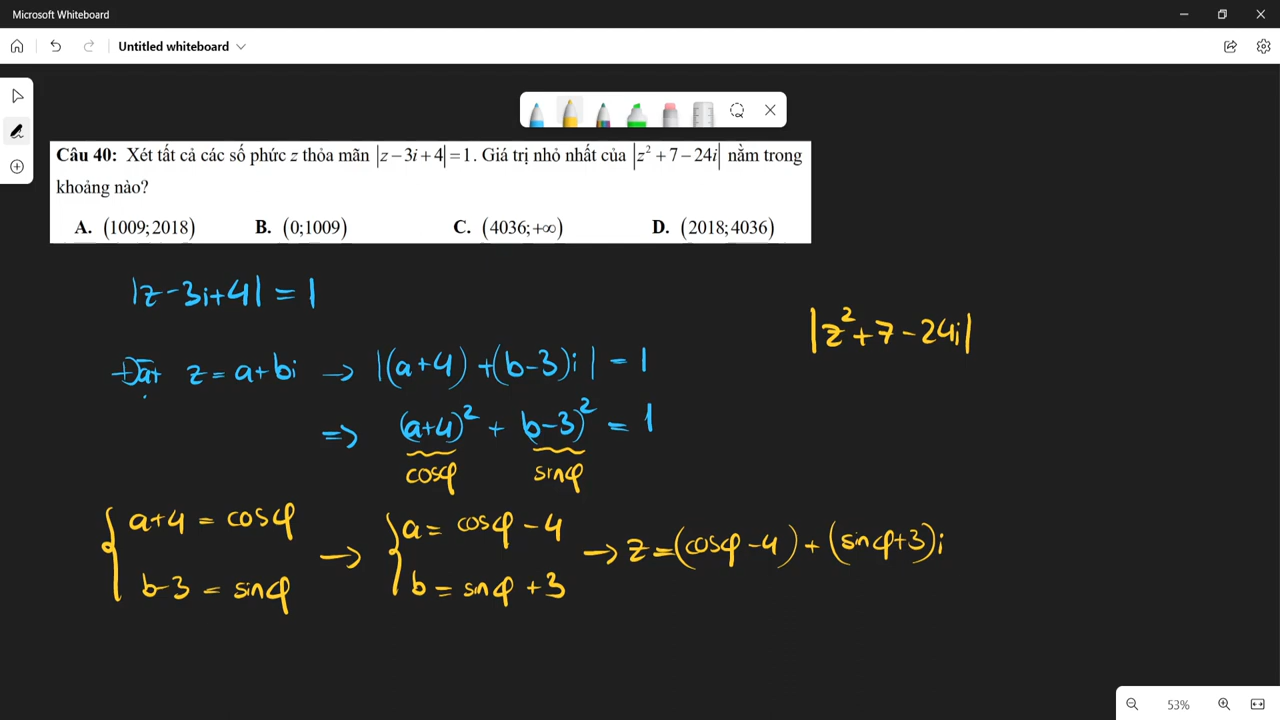 Microsoft Whiteboard
Untitled whiteboard
Câu 40: Xét tất cả các số phức z thỏa mãn |z − 3i + 4| = 1. Giá trị nhỏ nhất của |z² + 7 − 24i| nằm trong
khoảng nào?
A. (1009; 2018) B. (0;1009) C. (4036; +∞) D. (2018; 4036)
|z − 3i + 4| = 1
|z² + 7 − 24i|
Đặt z = a + bi → |(a+4) + (b−3)i| = 1
=> (a+4)² + (b−3)² = 1
cosφ sinφ
{ a+4 = cosφ → { a = cosφ − 4 → z = (cosφ − 4) + (sinφ + 3)i
b−3 = sinφ b = sinφ + 3
53%